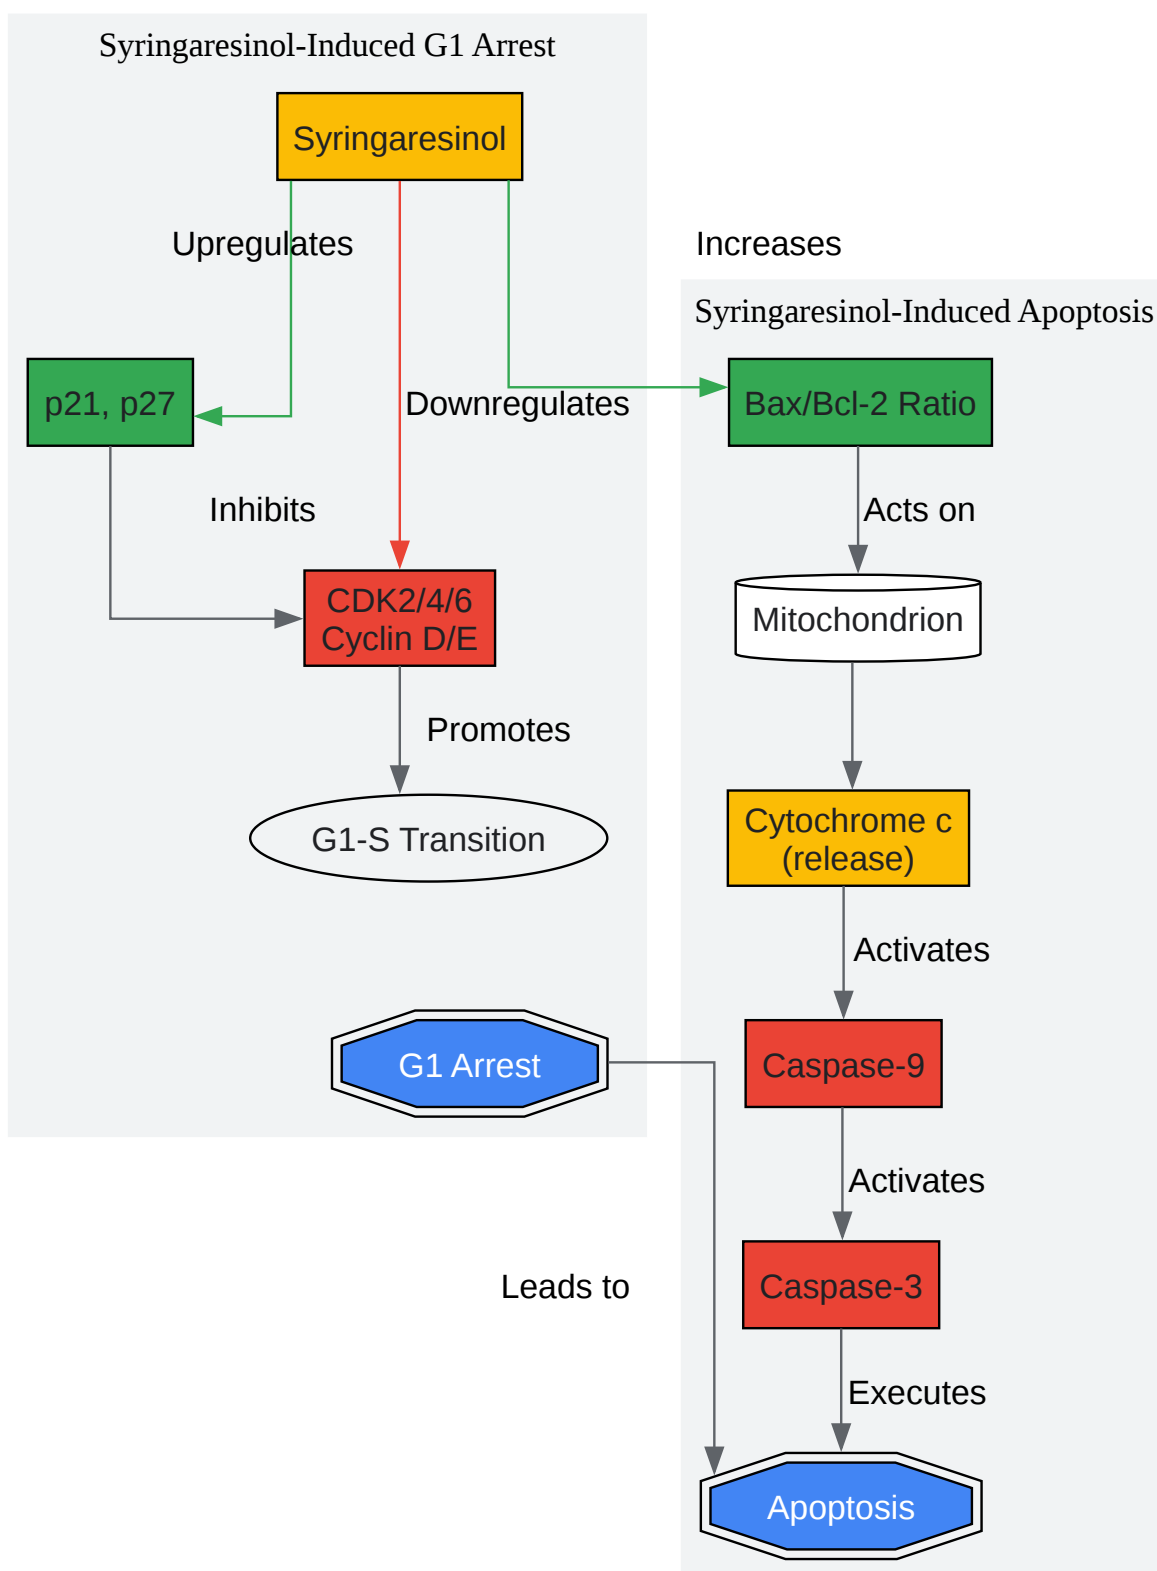 Syringaresinol-Induced G1 Arrest
Syringaresinol
Upregulates
Increases
Syringaresinol-Induced Apoptosis
p21, p27
Downregulates
Bax/Bcl-2 Ratio
Inhibits
Acts on
CDK2/4/6
Cyclin D/E
Mitochondrion
Promotes
G1-S Transition
Cytochrome c
(release)
Activates
G1 Arrest
Caspase-9
Activates
Leads to
Caspase-3
Executes
Apoptosis